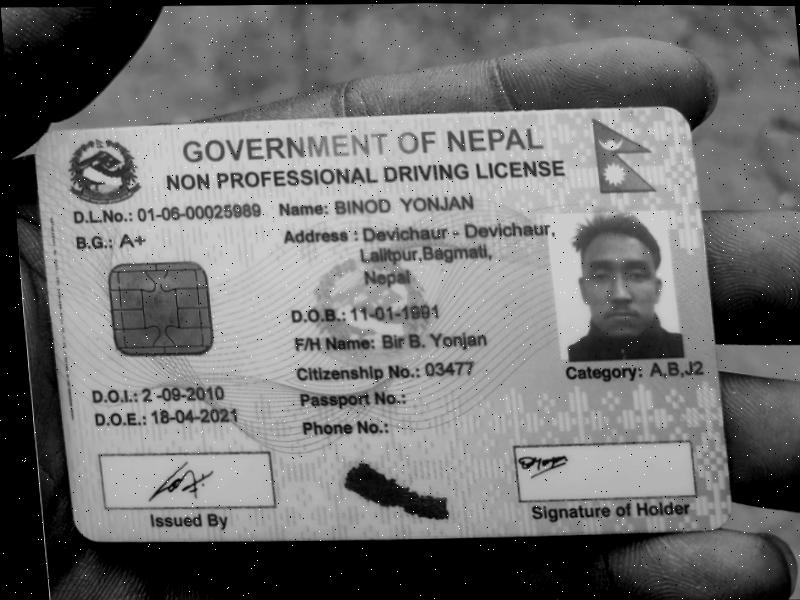 GOVERNMENT OF NEPAL
NON PROFESSIONAL DRIVING LICENSE
D.L.No.: 01-06-00025989 Name: BINOD YONJAN
B.G.: A+ Address : Devichaur - Devichaur,
Lalitpur,Bagmati,
Nepal
D.O.B.: 11-01-1991
F/H Name: Bir B. Yonjan
Citizenship No.: 03477
Category: A,B,J2
D.O.I.: 2 -09-2010
Passport No.:
D.O.E.: 18-04-2021
Phone No.:
Issued By
Signature of Holder